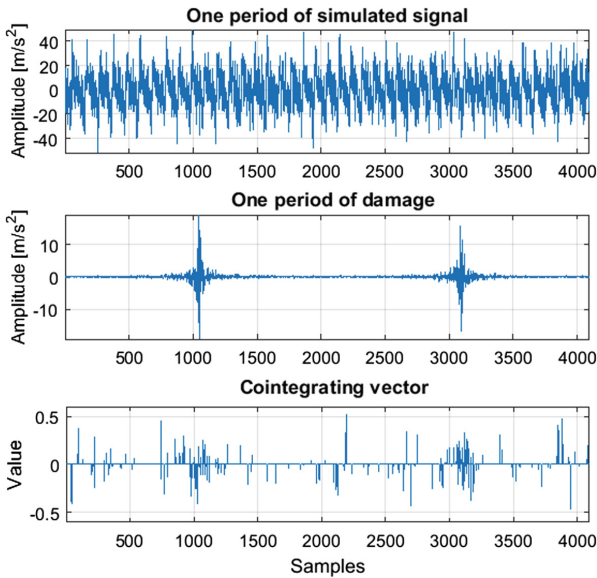 One period of simulated signal
Amplitude [m/s²]
40
20
0
-20
-40
500 1000 1500 2000 2500 3000 3500 4000
One period of damage
Amplitude [m/s²]
10
0
-10
500 1000 1500 2000 2500 3000 3500 4000
Cointegrating vector
Value
0.5
0
-0.5
500 1000 1500 2000 2500 3000 3500 4000
Samples